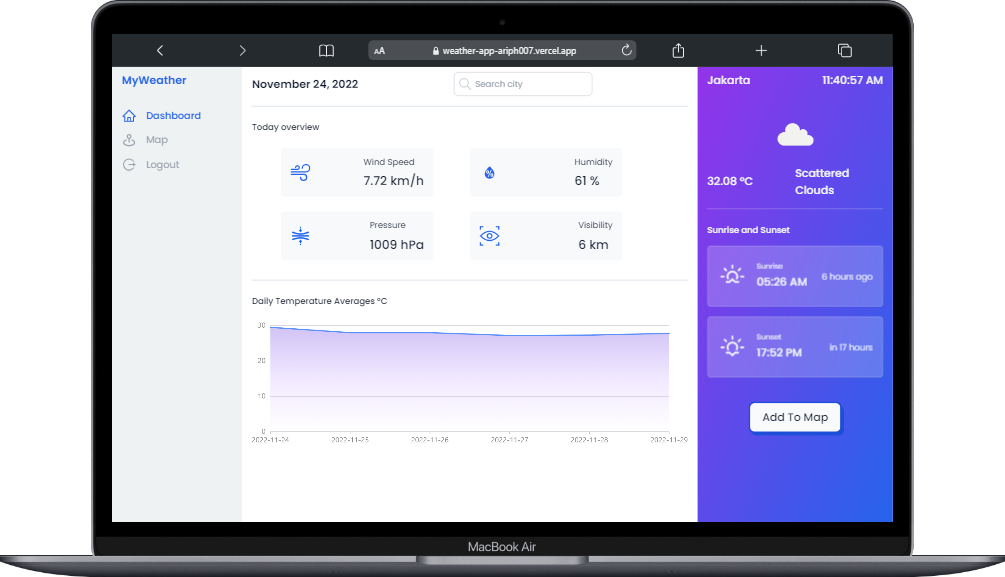 AA
weather-app-ariph007.vercel.app
MyWeather
Dashboard
Map
Logout
November 24, 2022
Search city
Today overview
Wind Speed
7.72 km/h
Humidity
%
61 %
Pressure
1009 hPa
Visibility
6 km
Daily Temperature Averages °C
30
20
10
0
2022-11-24 2022-11-25 2022-11-26 2022-11-27 2022-11-28 2022-11-29
Jakarta 11:40:57 AM
32.08 °C
Scattered
Clouds
Sunrise and Sunset
Sunrise
05:26 AM
6 hours ago
Sunset
17:52 PM
in 17 hours
Add To Map
MacBook Air